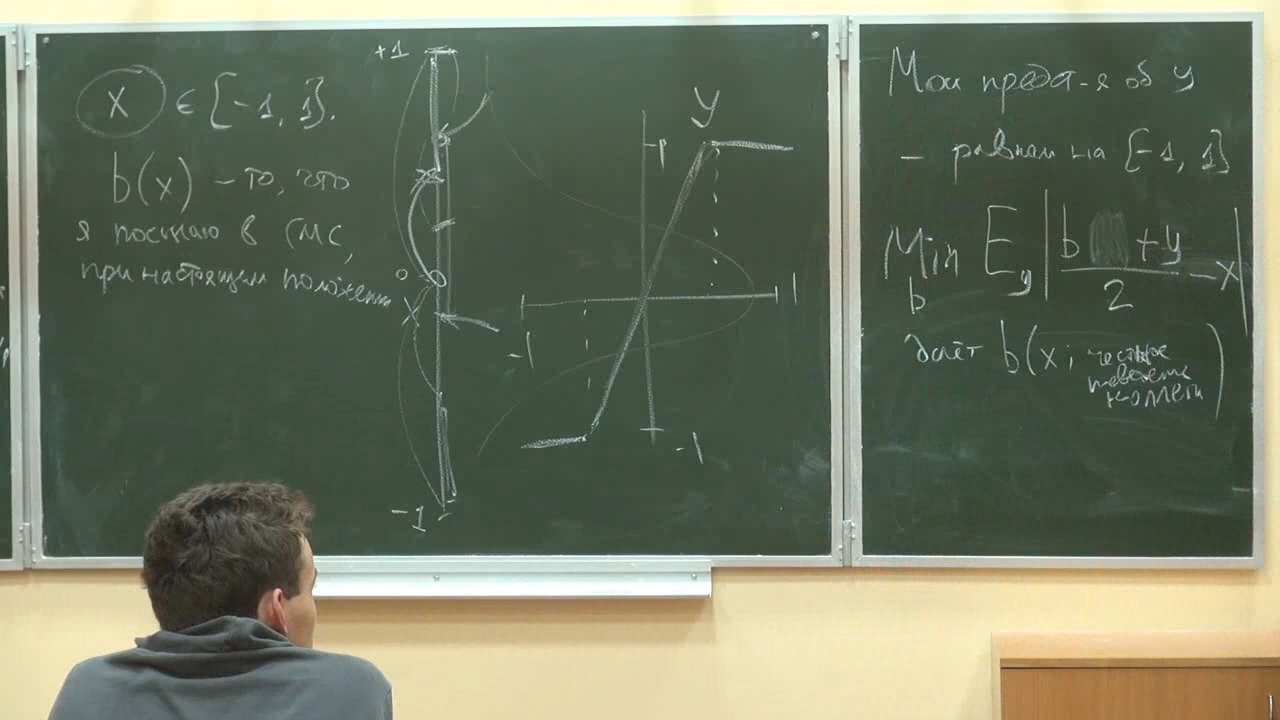 X ∈ [-1, 1].
b(x) - то, что
я посылаю в СМС,
при настоящем положении
+1
0
X
-1
y
1
1
-1
-1
Мои предст-я об y
- равном. на [-1, 1]
Min E_y | (b + y)/2 - x |
b
даёт b(x; честное поведение коллеги)